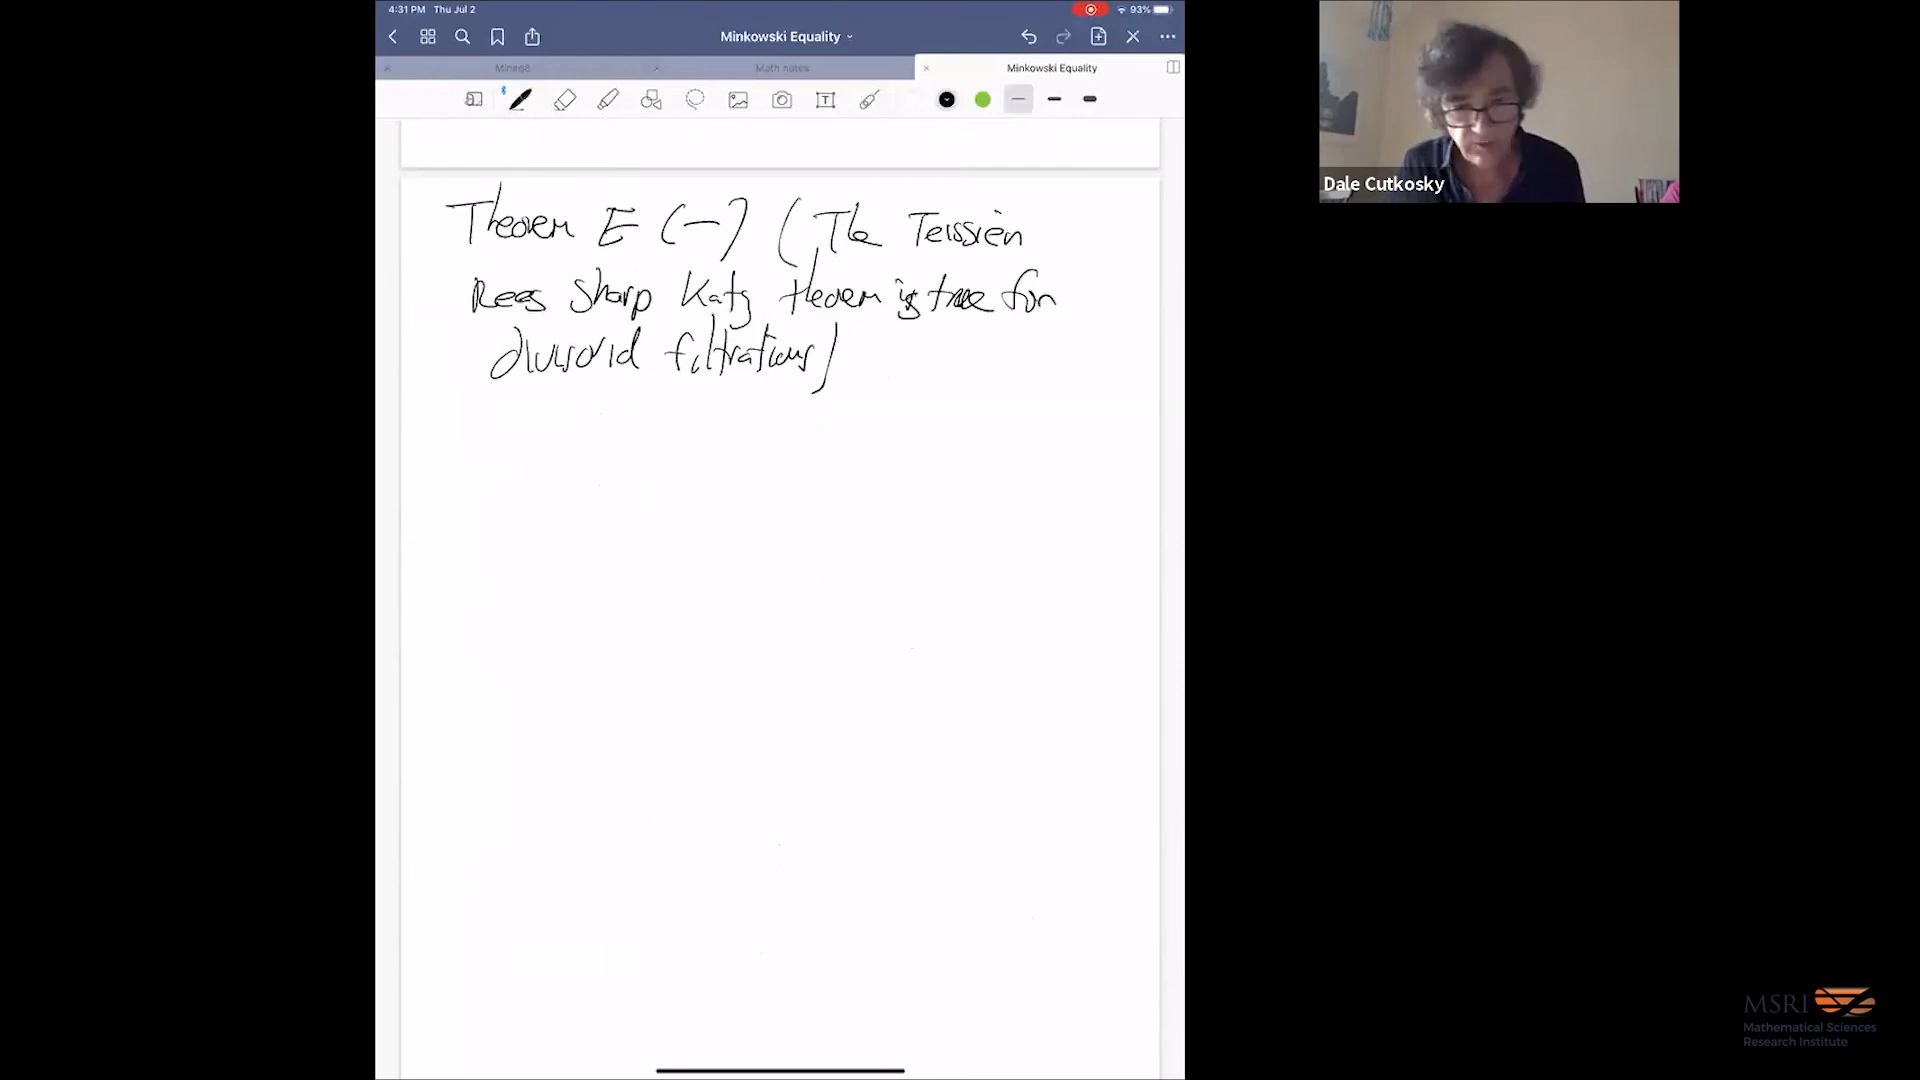 4:31 PM Thu Jul 2
93%
Minkowski Equality
Mineg8
Math notes
Minkowski Equality
Theorem E (—) (The Teissier
Rees Sharp Katz theorem is true for
divisorial filtrations)
Dale Cutkosky
MSRI
Mathematical Sciences
Research Institute